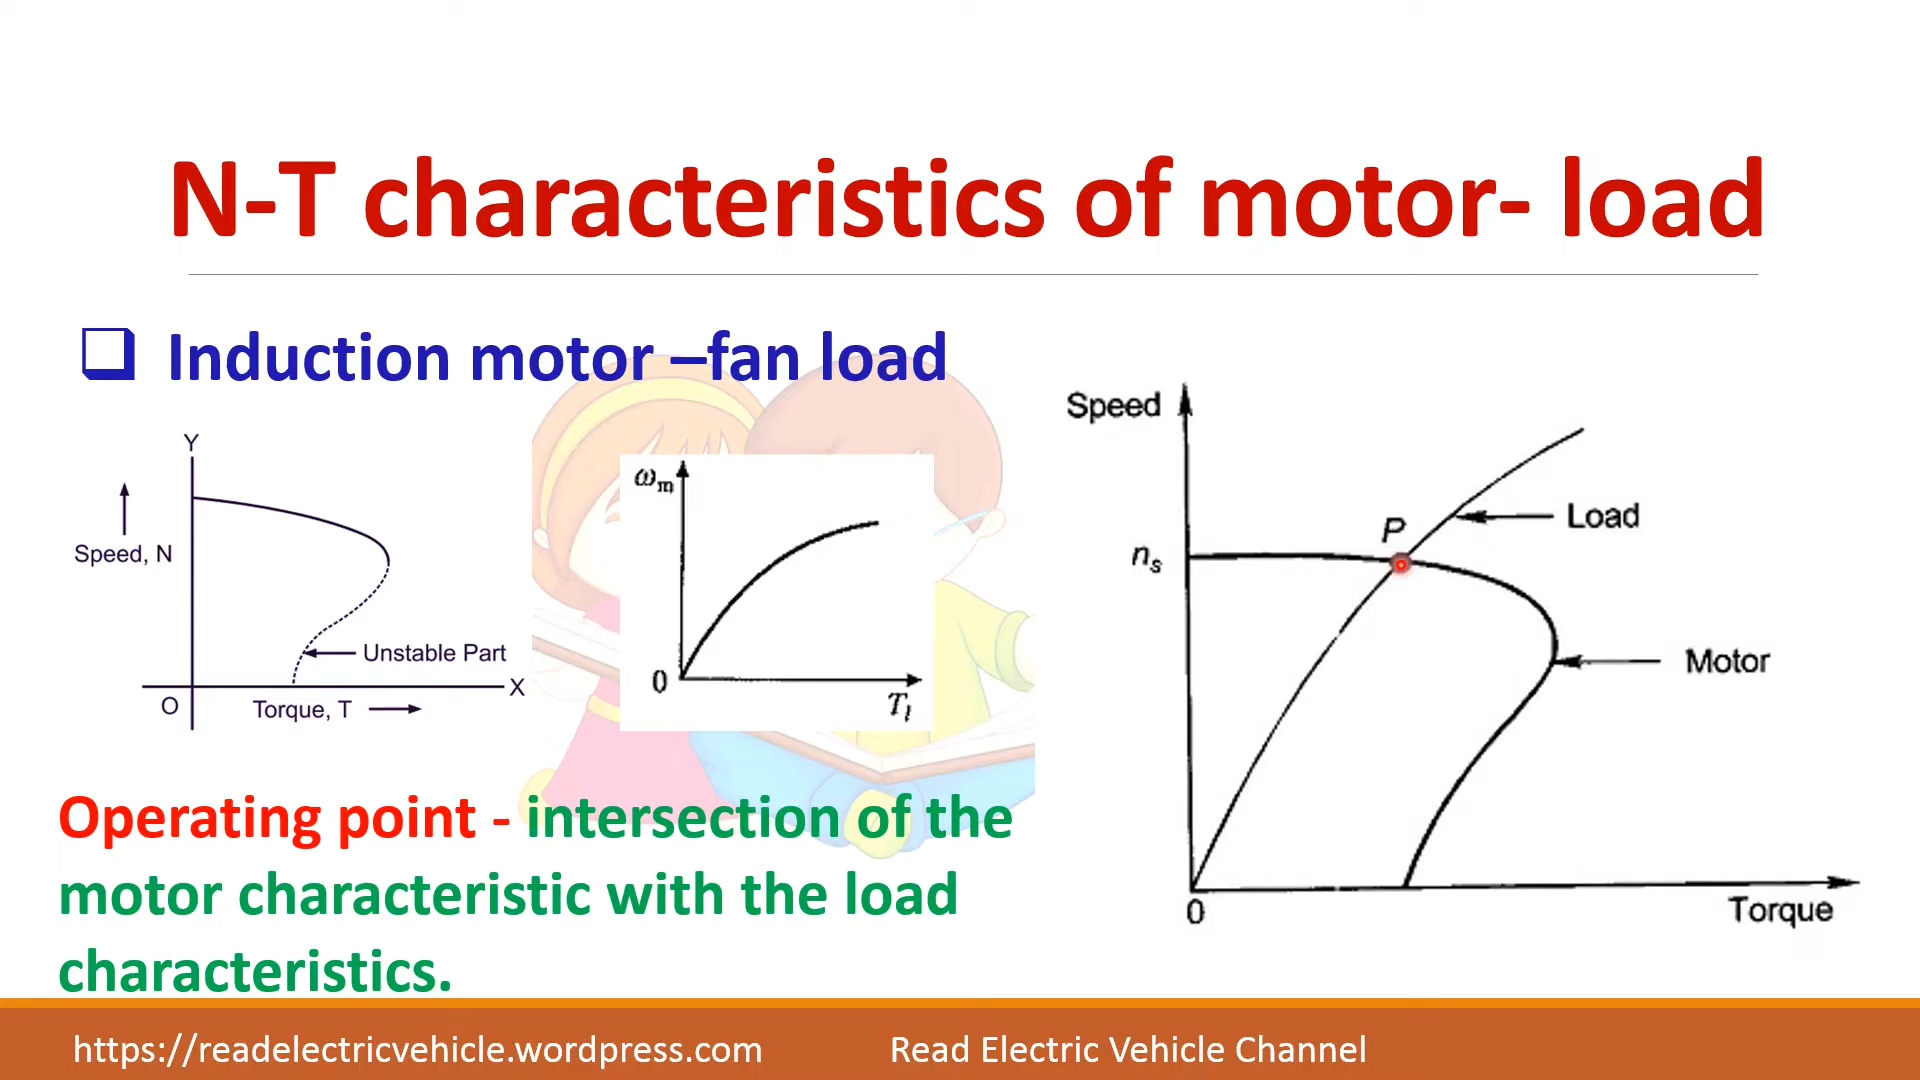 N-T characteristics of motor- load
Induction motor –fan load
Y
Speed, N
Unstable Part
X
O
Torque, T
ωm
0
Tl
Speed
Load
P
ns
Motor
0
Torque
Operating point - intersection of the
motor characteristic with the load
characteristics.
https://readelectricvehicle.wordpress.com
Read Electric Vehicle Channel